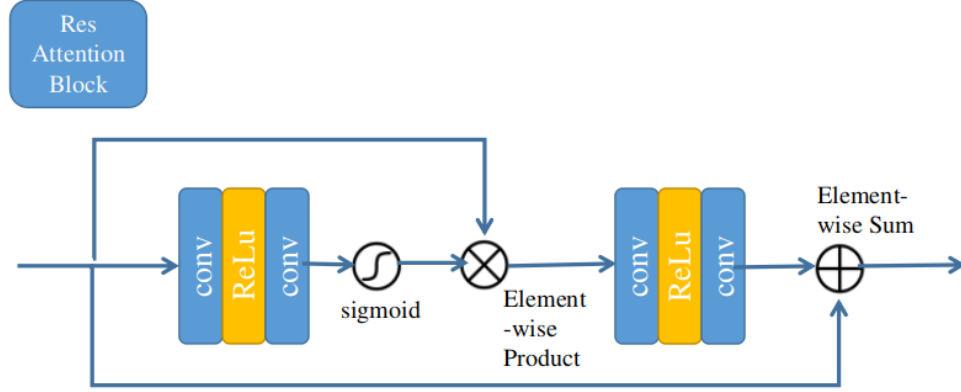 Res
Attention
Block
conv
ReLu
conv
sigmoid
Element
-wise
Product
conv
ReLu
conv
Element-
wise Sum